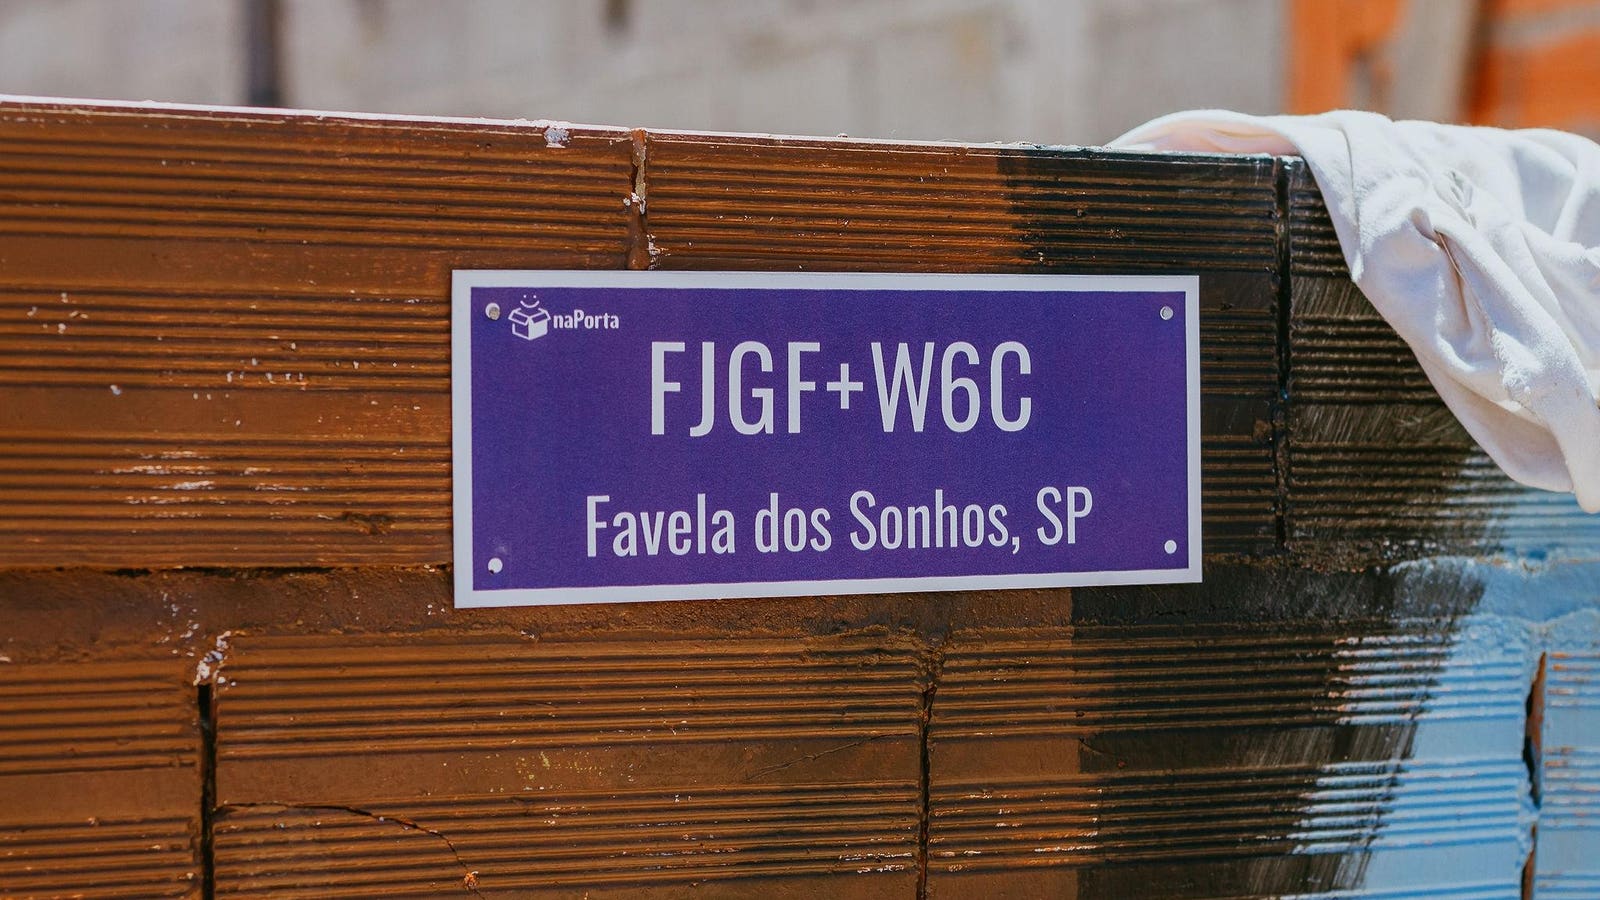 naPorta
FJGF+W6C
Favela dos Sonhos, SP